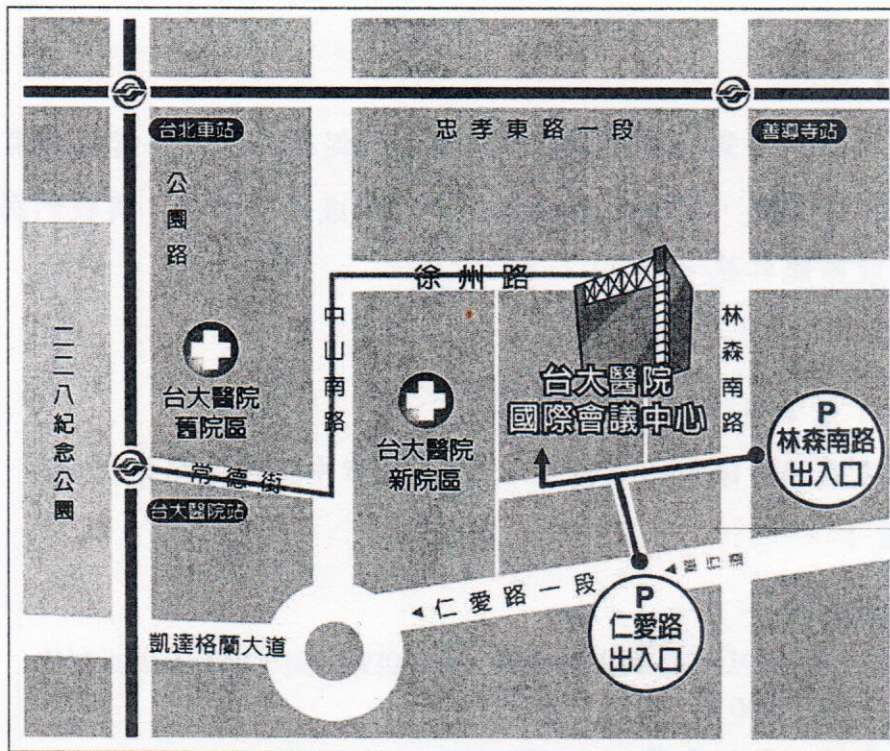 台北車站
忠孝東路一段
善導寺站
公園路
徐州路
中山南路
林森南路
二二八紀念公園
台大醫院
舊院區
台大醫院
新院區
台大醫院
國際會議中心
P
林森南路
出入口
常德街
台大醫院站
單行道
仁愛路一段
P
仁愛路
出入口
凱達格蘭大道